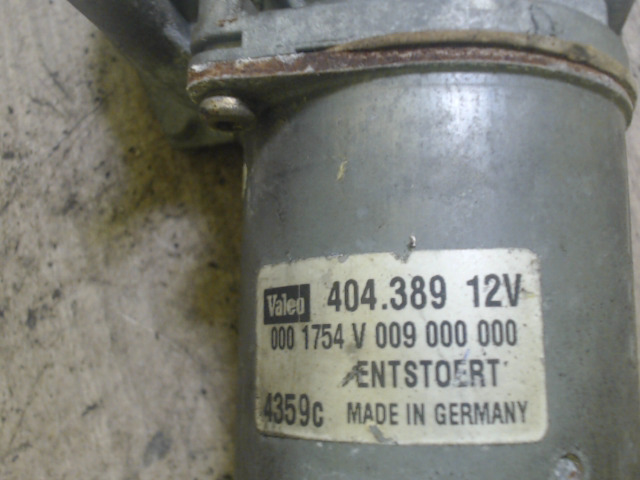 Valeo 404.389 12V
000 1754 V 009 000 000
ENTSTOERT
4359c MADE IN GERMANY